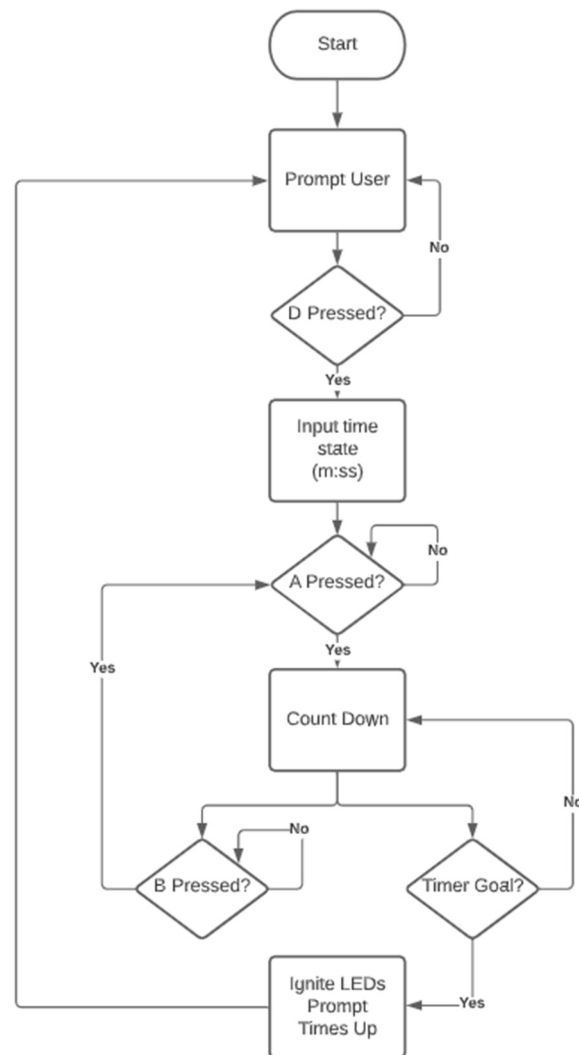 Start
Prompt User
No
D Pressed?
Yes
Input time
state
(m:ss)
No
A Pressed?
Yes
Yes
Count Down
No
No
B Pressed?
Timer Goal?
Ignite LEDs
Prompt
Times Up
Yes